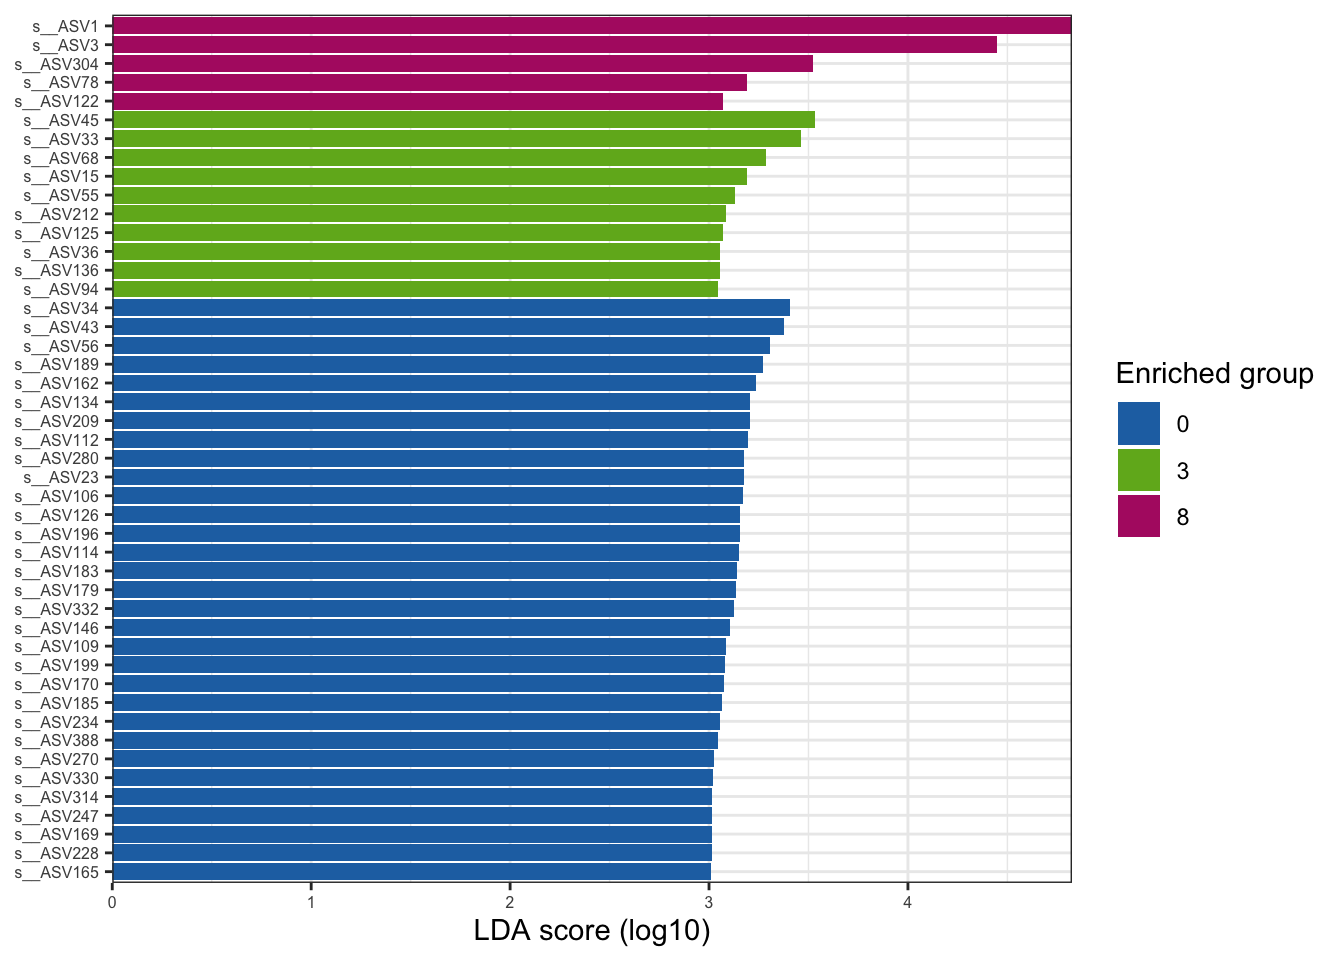 s__ASV1
s__ASV3
s__ASV304
s__ASV78
s__ASV122
s__ASV45
s__ASV33
s__ASV68
s__ASV15
s__ASV55
s__ASV212
s__ASV125
s__ASV36
s__ASV136
s__ASV94
s__ASV34
s__ASV43
s__ASV56
s__ASV189
s__ASV162
s__ASV134
s__ASV209
s__ASV112
s__ASV280
s__ASV23
s__ASV106
s__ASV126
s__ASV196
s__ASV114
s__ASV183
s__ASV179
s__ASV332
s__ASV146
s__ASV109
s__ASV199
s__ASV170
s__ASV185
s__ASV234
s__ASV388
s__ASV270
s__ASV330
s__ASV314
s__ASV247
s__ASV169
s__ASV228
s__ASV165
0 1 2 3 4
LDA score (log10)
Enriched group
0
3
8